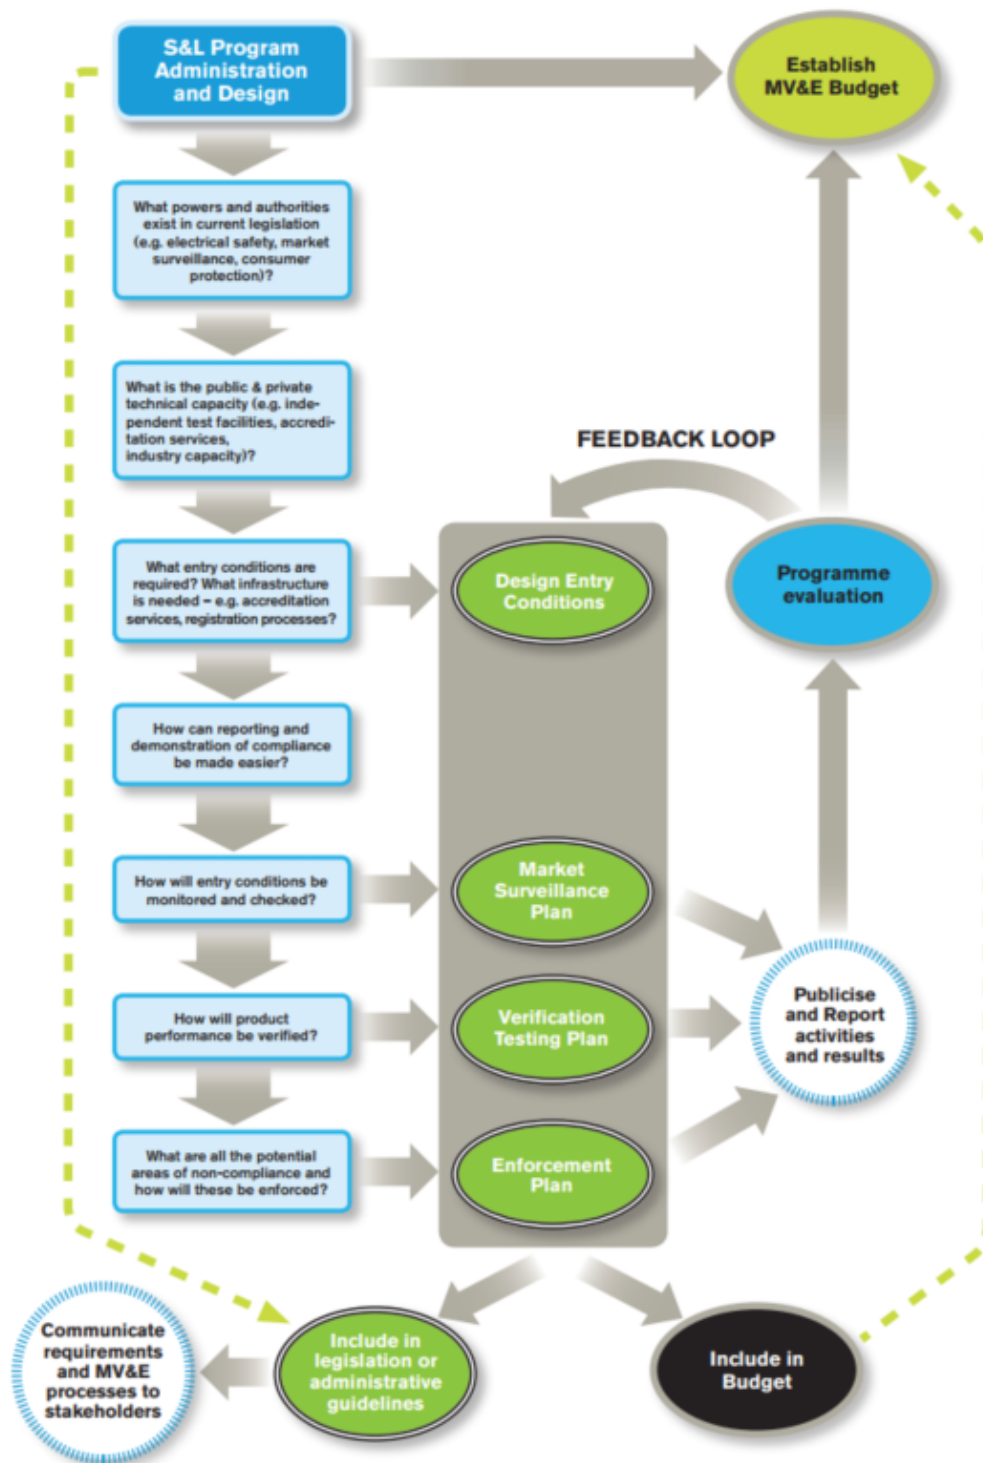 S&L Program
Administration
and Design
Establish
MV&E Budget
What powers and authorities
exist in current legislation
(e.g. electrical safety, market
surveillance, consumer
protection)?
What is the public & private
technical capacity (e.g. inde-
pendent test facilities, accredi-
tation services,
industry capacity)?
FEEDBACK LOOP
What entry conditions are
required? What infrastructure
is needed – e.g. accreditation
services, registration processes?
Design Entry
Conditions
Programme
evaluation
How can reporting and
demonstration of compliance
be made easier?
How will entry conditions be
monitored and checked?
Market
Surveillance
Plan
How will product
performance be verified?
Verification
Testing Plan
Publicise
and Report
activities
and results
What are all the potential
areas of non-compliance and
how will these be enforced?
Enforcement
Plan
Communicate
requirements
and MV&E
processes to
stakeholders
Include in
legislation or
administrative
guidelines
Include in
Budget